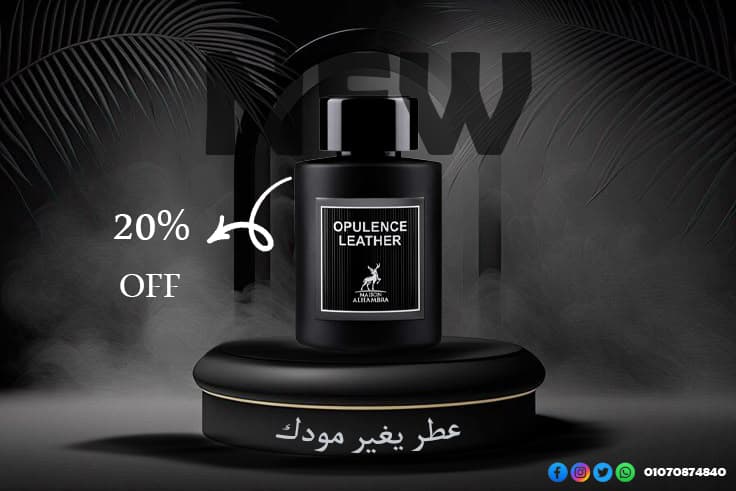 NEW
20%
OFF
OPULENCE
LEATHER
MAISON
ALHAMBRA
عطر يغير مودك
01070874840